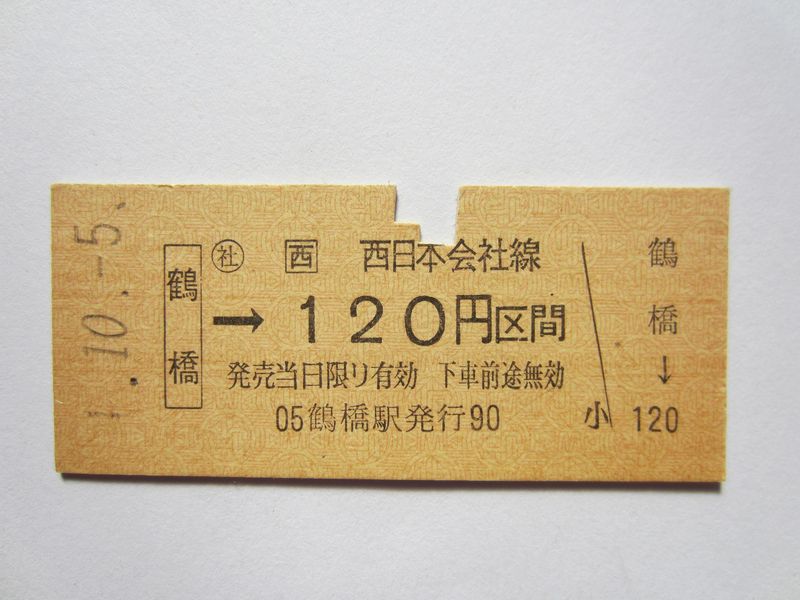 1.10.-5.
鶴橋
㊓ 西 西日本会社線
→120円区間
発売当日限り有効 下車前途無効
05鶴橋駅発行90
小
鶴橋
↓
120